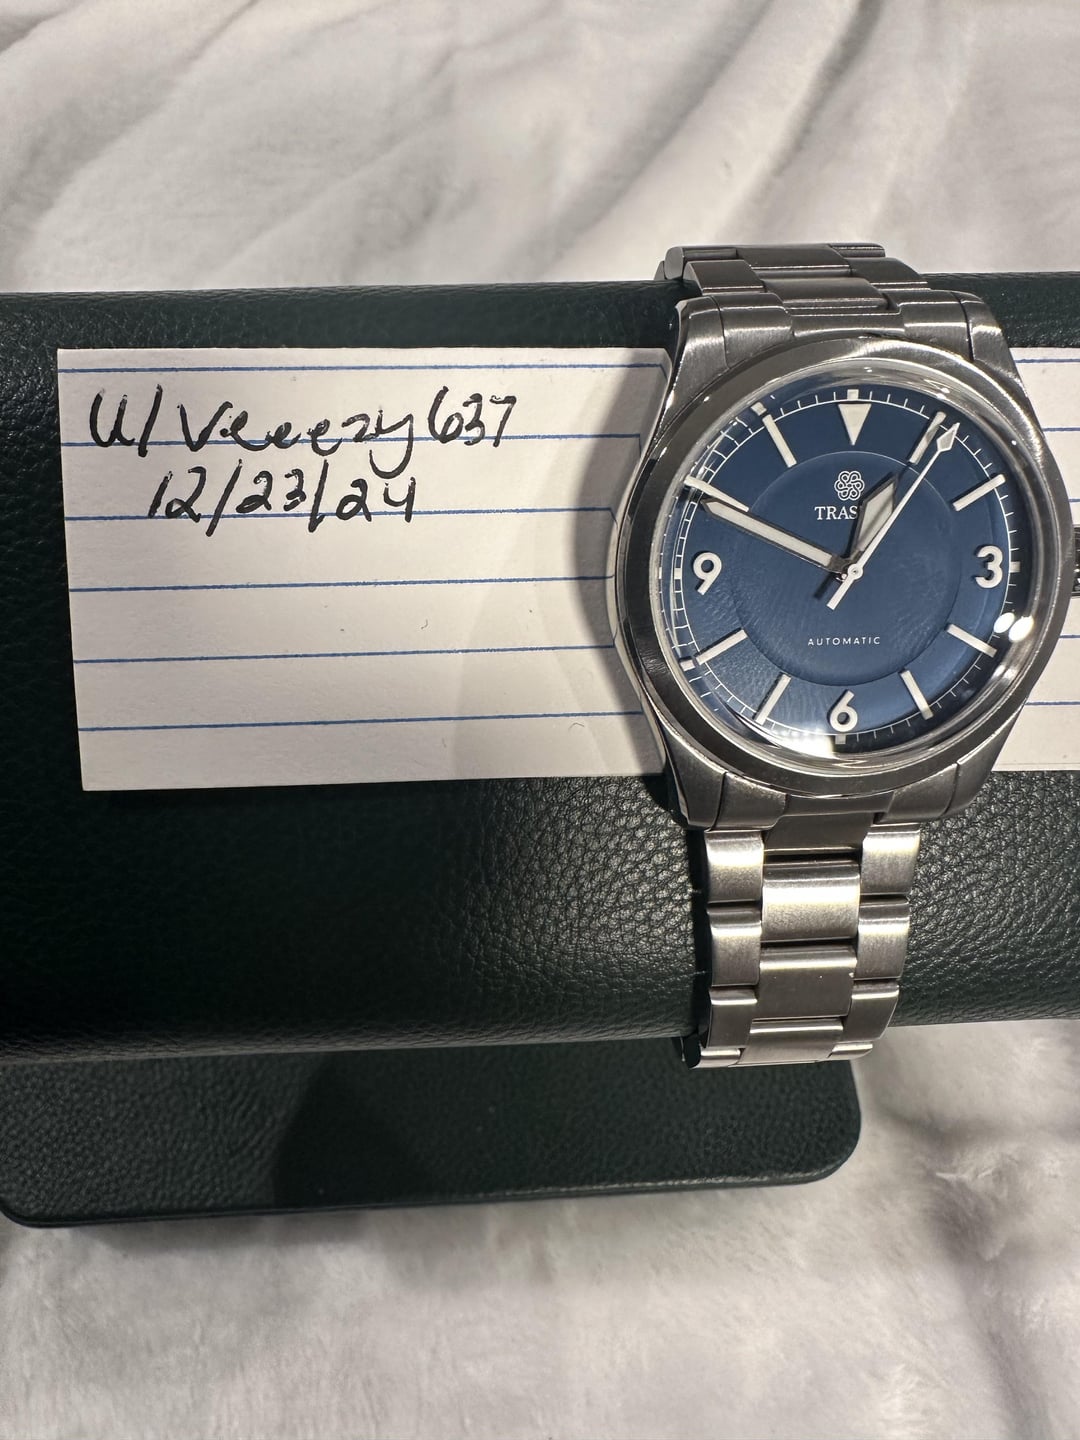 U/Veeezy637
12/23/24
TRAS
3
9
AUTOMATIC
6